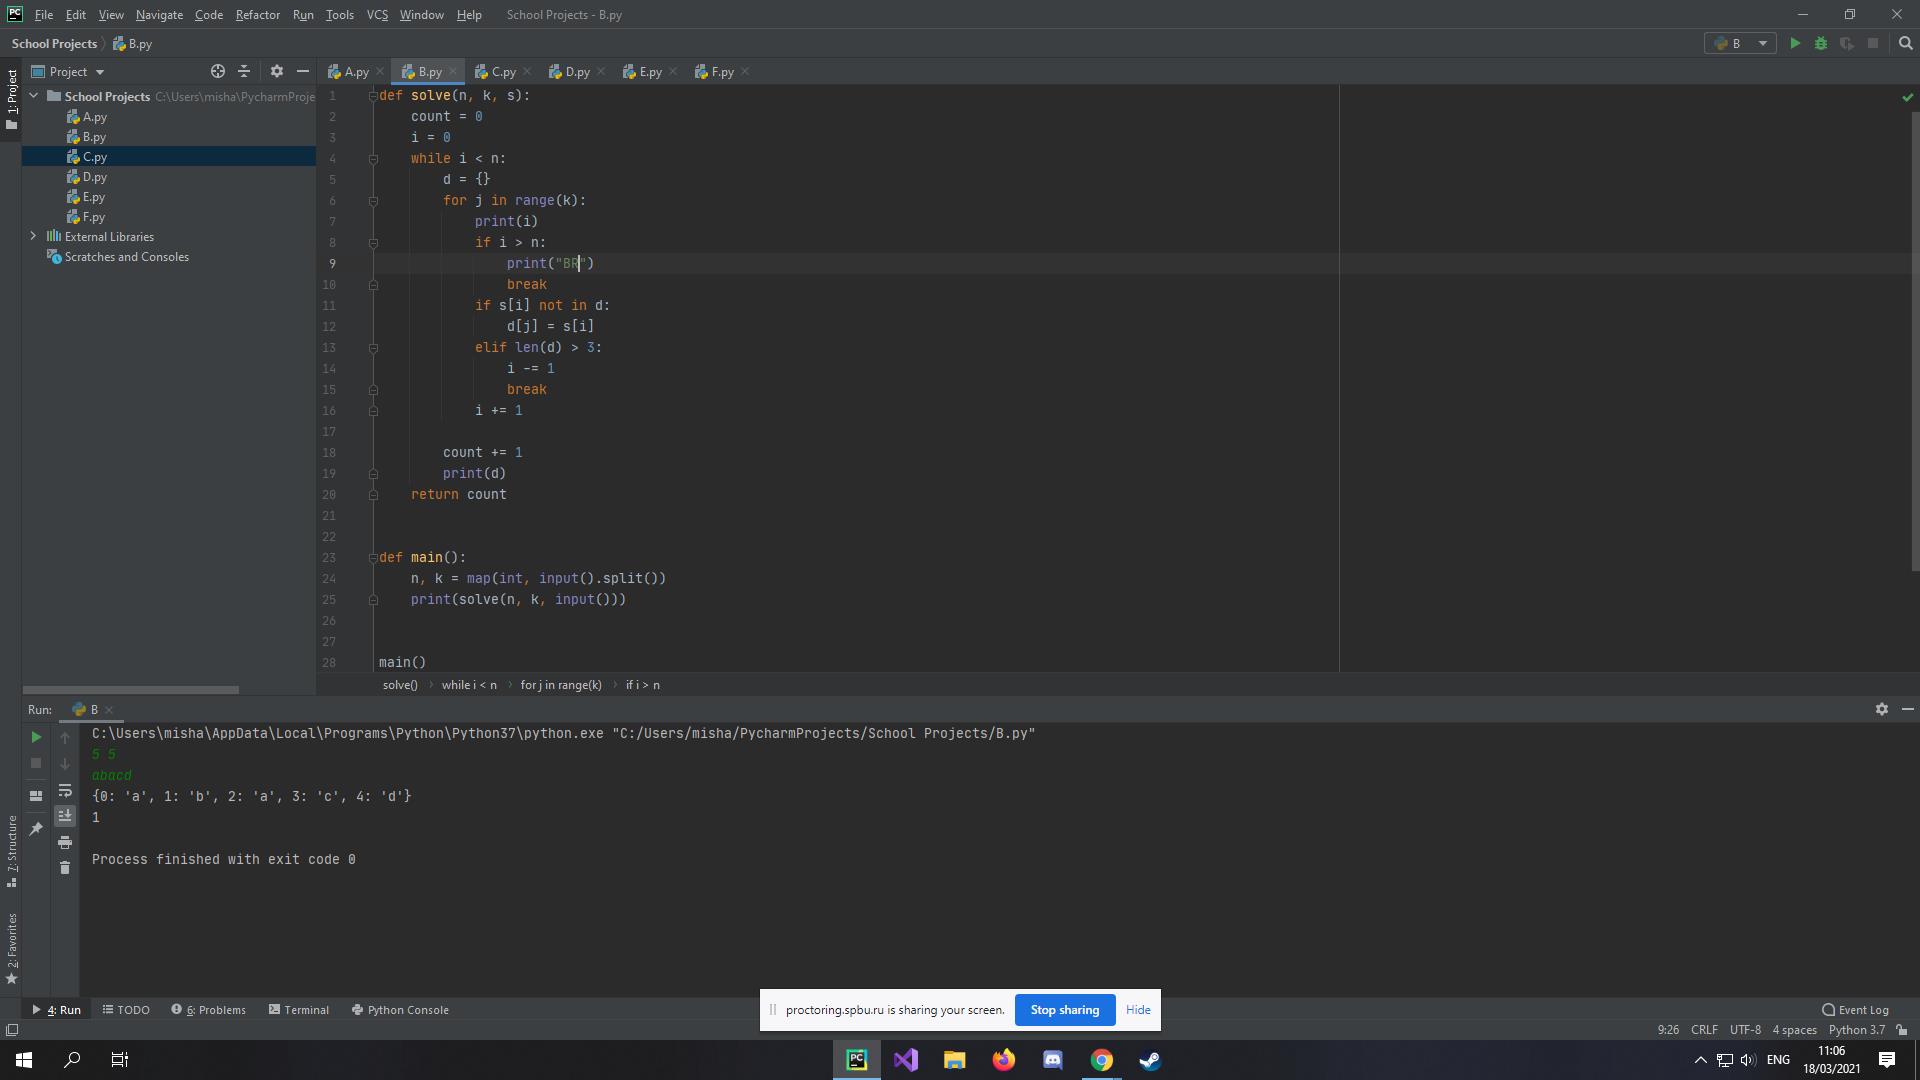 PC File Edit View Navigate Code Refactor Run Tools VCS Window Help School Projects - B.py
School Projects B.py B
Project A.py B.py C.py D.py E.py F.py
1: Project
School Projects C:\Users\misha\PycharmProje
A.py
B.py
C.py
D.py
E.py
F.py
External Libraries
Scratches and Consoles
1 def solve(n, k, s):
2 count = 0
3 i = 0
4 while i < n:
5 d = {}
6 for j in range(k):
7 print(i)
8 if i > n:
9 print("BR")
10 break
11 if s[i] not in d:
12 d[j] = s[i]
13 elif len(d) > 3:
14 i -= 1
15 break
16 i += 1
17
18 count += 1
19 print(d)
20 return count
21
22
23 def main():
24 n, k = map(int, input().split())
25 print(solve(n, k, input()))
26
27
28 main()
solve() while i < n for j in range(k) if i > n
Run: B
C:\Users\misha\AppData\Local\Programs\Python\Python37\python.exe "C:/Users/misha/PycharmProjects/School Projects/B.py"
5 5
abacd
{0: 'a', 1: 'b', 2: 'a', 3: 'c', 4: 'd'}
1
Process finished with exit code 0
7: Structure
2: Favorites
4: Run TODO 6: Problems Terminal Python Console Event Log
proctoring.spbu.ru is sharing your screen. Stop sharing Hide
9:26 CRLF UTF-8 4 spaces Python 3.7
PC ENG 11:06
18/03/2021